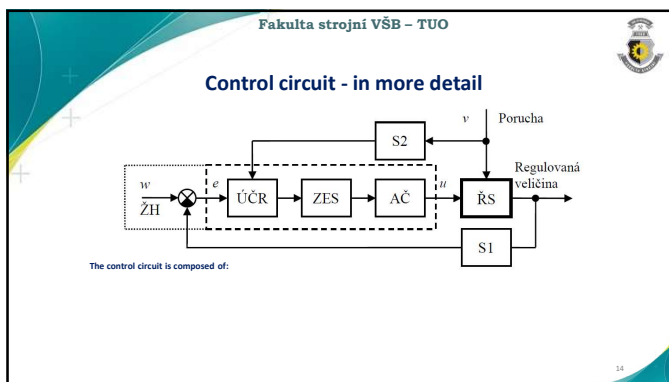 Fakulta strojní VŠB – TUO
Control circuit - in more detail
v
Porucha
S2
Regulovaná
veličina
w
ŽH
e
ÚČR
ZES
AČ
u
ŘS
S1
The control circuit is composed of:
14